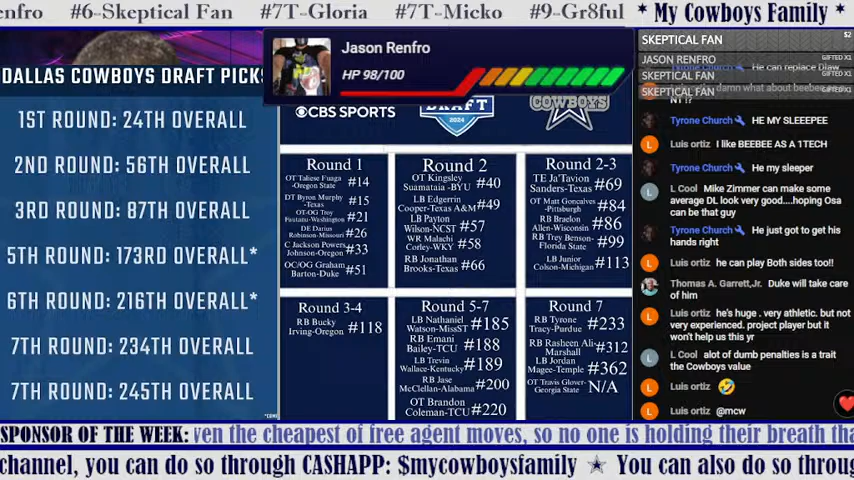 enfro #6-Skeptical Fan #7T-Gloria #7T-Micko #9-Gr8ful * My Cowboys Family *
Jason Renfro
HP 98/100
DALLAS COWBOYS DRAFT PICKS
1ST ROUND: 24TH OVERALL
2ND ROUND: 56TH OVERALL
3RD ROUND: 87TH OVERALL
5TH ROUND: 173RD OVERALL*
6TH ROUND: 216TH OVERALL*
7TH ROUND: 234TH OVERALL
7TH ROUND: 245TH OVERALL
CBS SPORTS
DRAFT
2024
COWBOYS
Round 1
OT Taliese Fuaga
-Oregon State #14
DT Byron Murphy-
Texas #15
OT-OG Troy
Fautanu-Washington #21
DE Darius
Robinson-Missouri #26
C Jackson Powers-
Johnson-Oregon #33
OC/OG Graham
Barton-Duke #51
Round 2
OT Kingsley
Suamataia -BYU #40
LB Edgerrin
Cooper-Texas A&M #49
LB Payton
Wilson-NCST #57
WR Malachi
Corley-WKY #58
RB Jonathan
Brooks-Texas #66
Round 2-3
TE Ja'Tavion
Sanders-Texas #69
OT Matt Goncalves
-Pittsburgh #84
RB Braelon
Allen-Wisconsin #86
RB Trey Benson-
Florida State #99
LB Junior
Colson-Michigan #113
Round 3-4
RB Bucky
Irving-Oregon #118
Round 5-7
LB Nathaniel
Watson-MissST #185
RB Emani
Bailey-TCU #188
LB Trevin
Wallace-Kentucky #189
RB Jase
McClellan-Alabama #200
OT Brandon
Coleman-TCU #220
Round 7
RB Tyrone
Tracy-Purdue #233
RB Rasheen Ali-
Marshall #312
LB Jordan
Magee-Temple #362
OT Travis Glover-
Georgia State N/A
$2
SKEPTICAL FAN
JASON RENFRO GIFTED X1
SKEPTICAL FAN GIFTED X1
SKEPTICAL FAN GIFTED X1
Tyrone Church HE MY SLEEEPEE
Luis ortiz I like BEEBEE AS A 1TECH
Tyrone Church He my sleeper
L Cool Mike Zimmer can make some
average DL look very good....hoping Osa
can be that guy
Tyrone Church He just got to get his
hands right
Luis ortiz he can play Both sides too!!
Thomas A. Garrett,Jr. Duke will take care
of him
Luis ortiz he's huge . very athletic. but not
very experienced. project player but it
won't help us this yr
L Cool alot of dumb penalties is a trait
the Cowboys value
Luis ortiz 🤣
Luis ortiz @mcw
SPONSOR OF THE WEEK: ven the cheapest of free agent moves, so no one is holding their breath tha
channel, you can do so through CASHAPP: $mycowboysfamily ☆ You can also do so throug